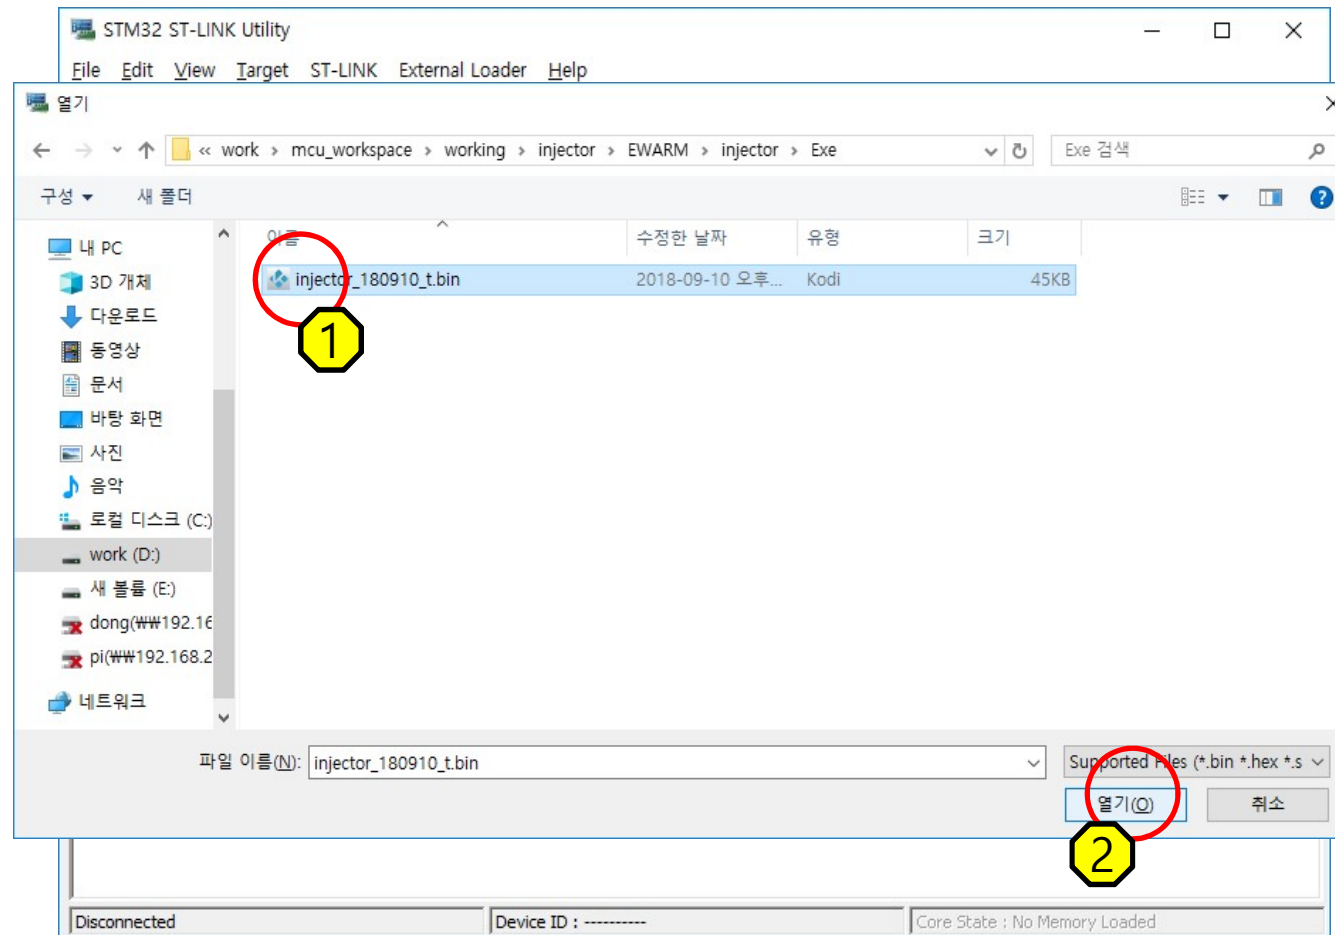 STM32 ST-LINK Utility
File Edit View Target ST-LINK External Loader Help
열기
« work > mcu_workspace > working > injector > EWARM > injector > Exe
Exe 검색
구성 새 폴더
이름 수정한 날짜 유형 크기
injector_180910_t.bin 2018-09-10 오후... Kodi 45KB
1
내 PC
3D 개체
다운로드
동영상
문서
바탕 화면
사진
음악
로컬 디스크 (C:)
work (D:)
새 볼륨 (E:)
dong(₩₩192.16
pi(₩₩192.168.2
네트워크
파일 이름(N): injector_180910_t.bin
Supported Files (*.bin *.hex *.s
열기(O) 취소
2
Disconnected
Device ID : ----------
Core State : No Memory Loaded